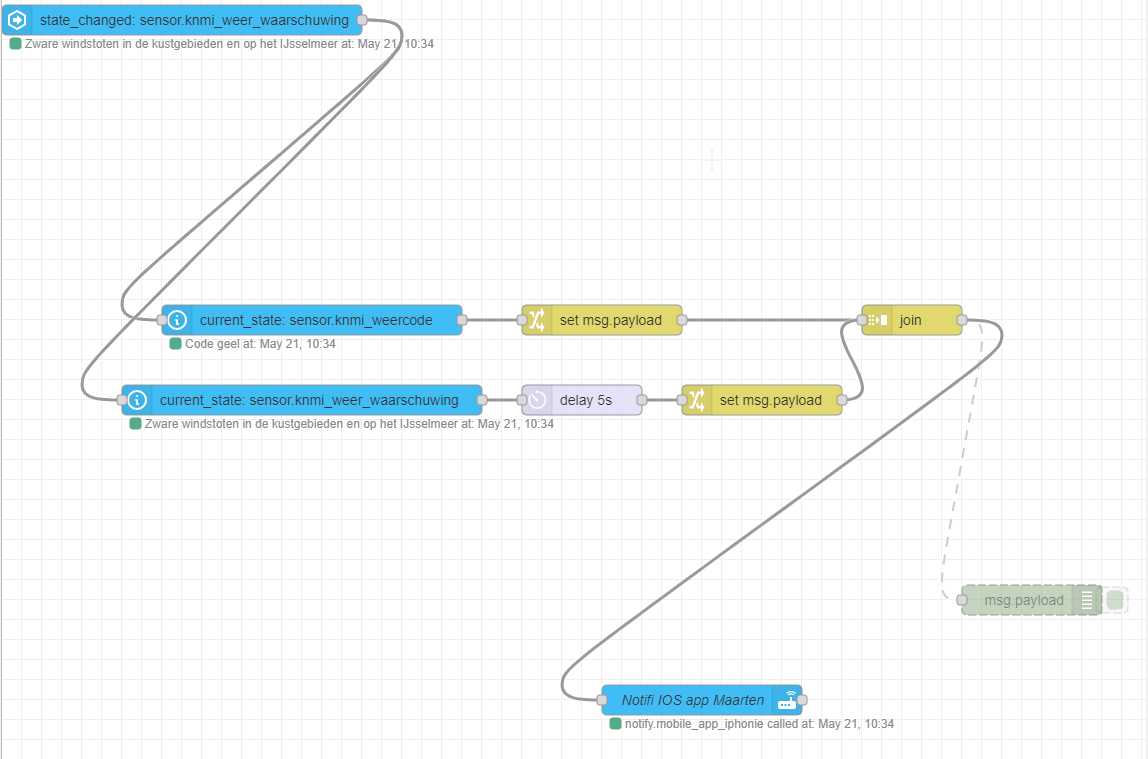 state_changed: sensor.knmi_weer_waarschuwing
Zware windstoten in de kustgebieden en op het IJsselmeer at: May 21, 10:34
current_state: sensor.knmi_weercode
set msg.payload
join
Code geel at: May 21, 10:34
current_state: sensor.knmi_weer_waarschuwing
delay 5s
set msg.payload
Zware windstoten in de kustgebieden en op het IJsselmeer at: May 21, 10:34
msg.payload
Notifi IOS app Maarten
notify.mobile_app_iphonie called at: May 21, 10:34